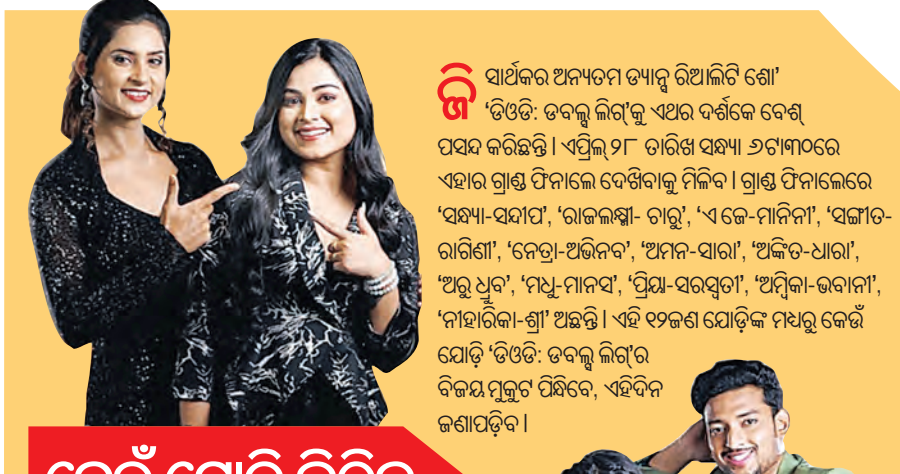 ଜି ସାର୍ଥକର ଅନ୍ୟତମ ଡ୍ୟାନ୍ସ ରିଆଲିଟି ଶୋ’
‘ଡିଓଡି: ଡବଲ୍ସ ଲିଗ୍’କୁ ଏଥର ଦର୍ଶକେ ବେଶ୍
ପସନ୍ଦ କରିଛନ୍ତି । ଏପ୍ରିଲ୍ ୨୮ ତାରିଖ ସନ୍ଧ୍ୟା ୬ଟା୩୦ରେ
ଏହାର ଗ୍ରାଣ୍ଡ ଫିନାଲେ ଦେଖିବାକୁ ମିଳିବ । ଗ୍ରାଣ୍ଡ ଫିନାଲେରେ
‘ସନ୍ଧ୍ୟା-ସନ୍ଦୀପ’, ‘ରାଜଲକ୍ଷ୍ମୀ- ଚାରୁ’, ‘ଏ ଜେ-ମାନିନୀ’, ‘ସଙ୍ଗୀତ-
ରାଗିଣୀ’, ‘ନେତ୍ରା-ଅଭିନବ’, ‘ଅମନ-ସାରା’, ‘ଅଙ୍କିତ-ଧାରା’,
‘ଅରୁ ଧ୍ରୁବ’, ‘ମଧୁ-ମାନସ’, ‘ପ୍ରିୟା-ସରସ୍ୱତୀ’, ‘ଅମ୍ବିକା-ଭବାନୀ’,
‘ନୀହାରିକା-ଶ୍ରୀ’ ଅଛନ୍ତି । ଏହି ୧୨ଜଣ ଯୋଡ଼ିଙ୍କ ମଧ୍ୟରୁ କେଉଁ
ଯୋଡ଼ି ‘ଡିଓଡି: ଡବଲ୍ସ ଲିଗ୍’ର
ବିଜୟ ମୁକୁଟ ପିନ୍ଧିବେ, ଏହିଦିନ
ଜଣାପଡ଼ିବ ।